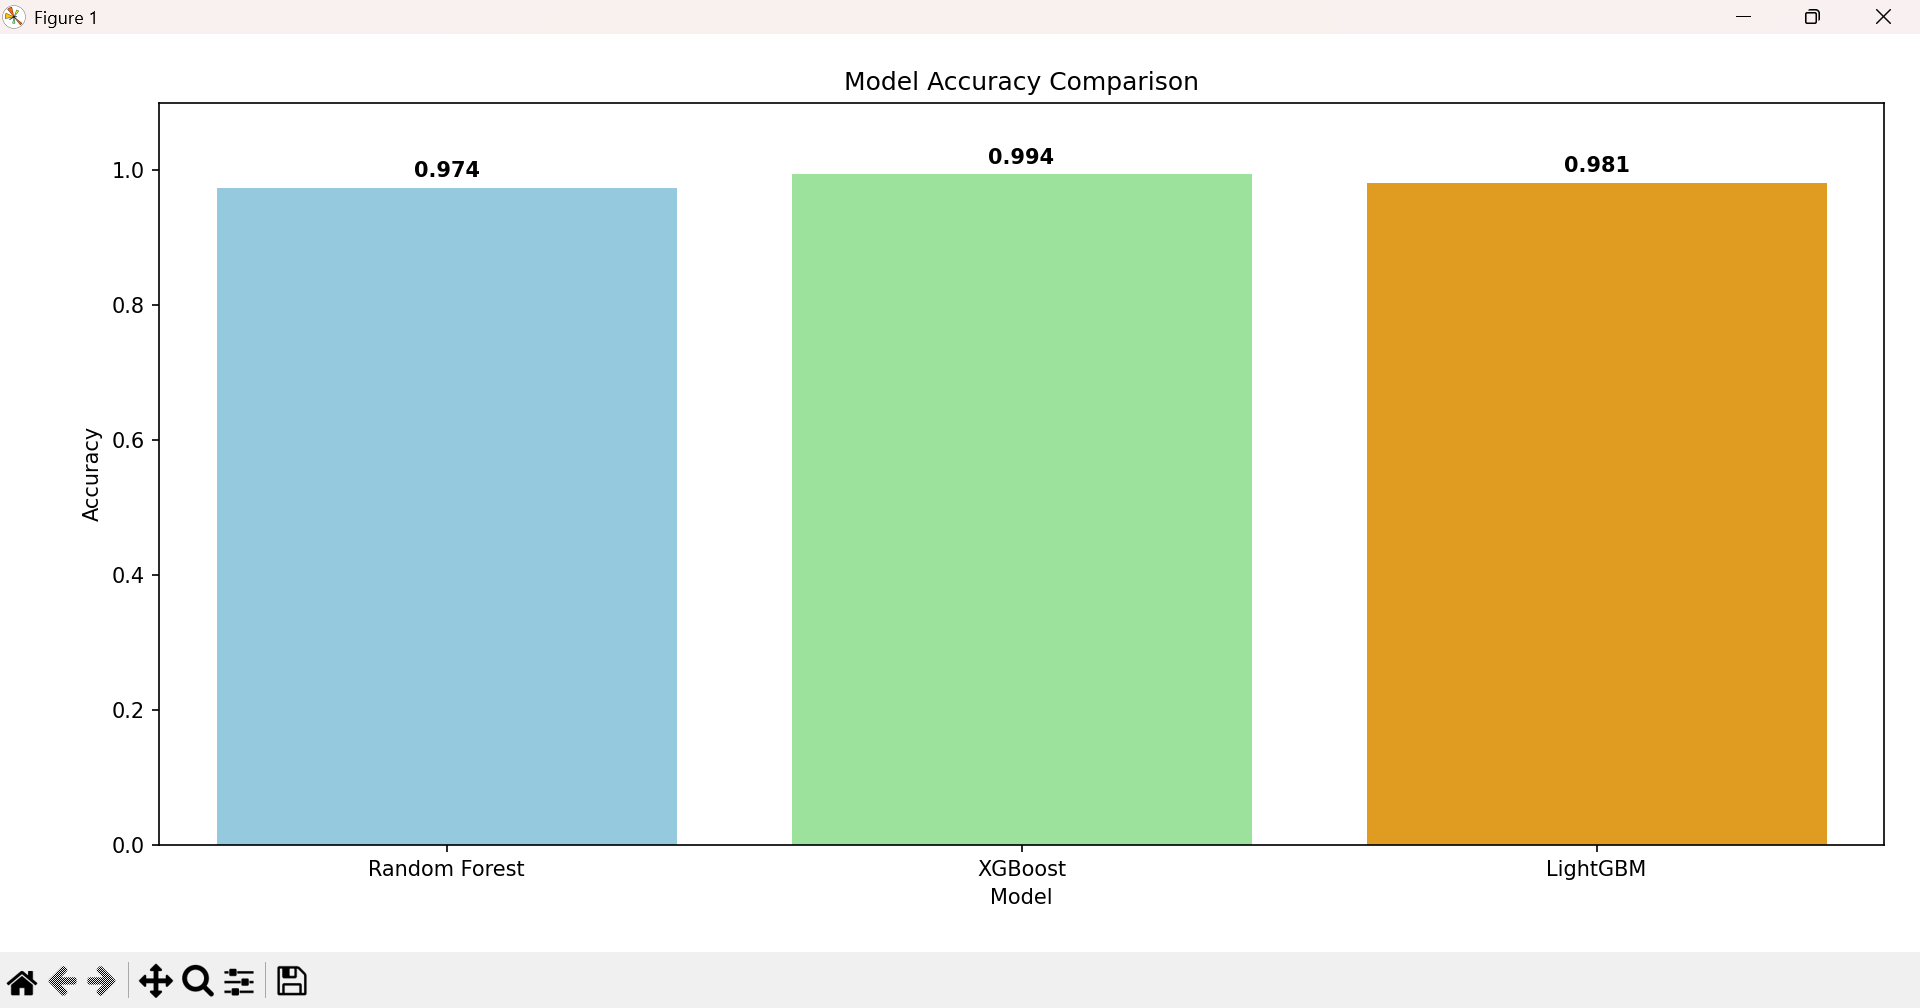 Figure 1
Model Accuracy Comparison
0.974
0.994
0.981
1.0
0.8
0.6
0.4
0.2
0.0
Accuracy
Random Forest
XGBoost
LightGBM
Model